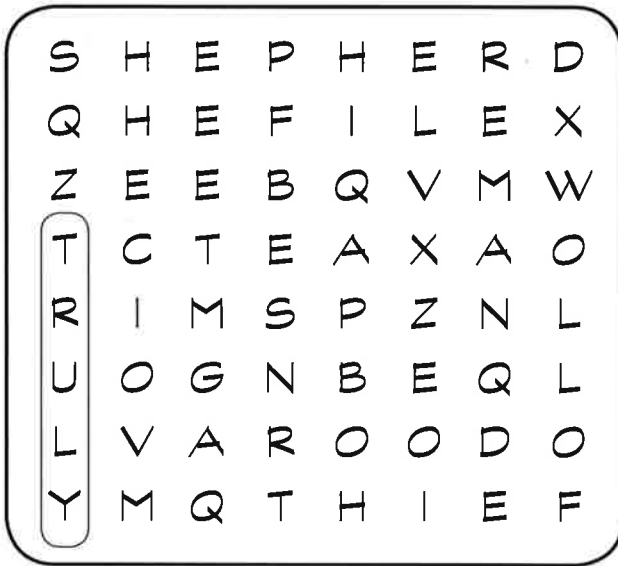 S H E P H E R D
Q H E F I L E X
Z E E B Q V M W
T C T E A X A O
R I M S P Z N L
U O G N B E Q L
L V A R O O D O
Y M Q T H I E F